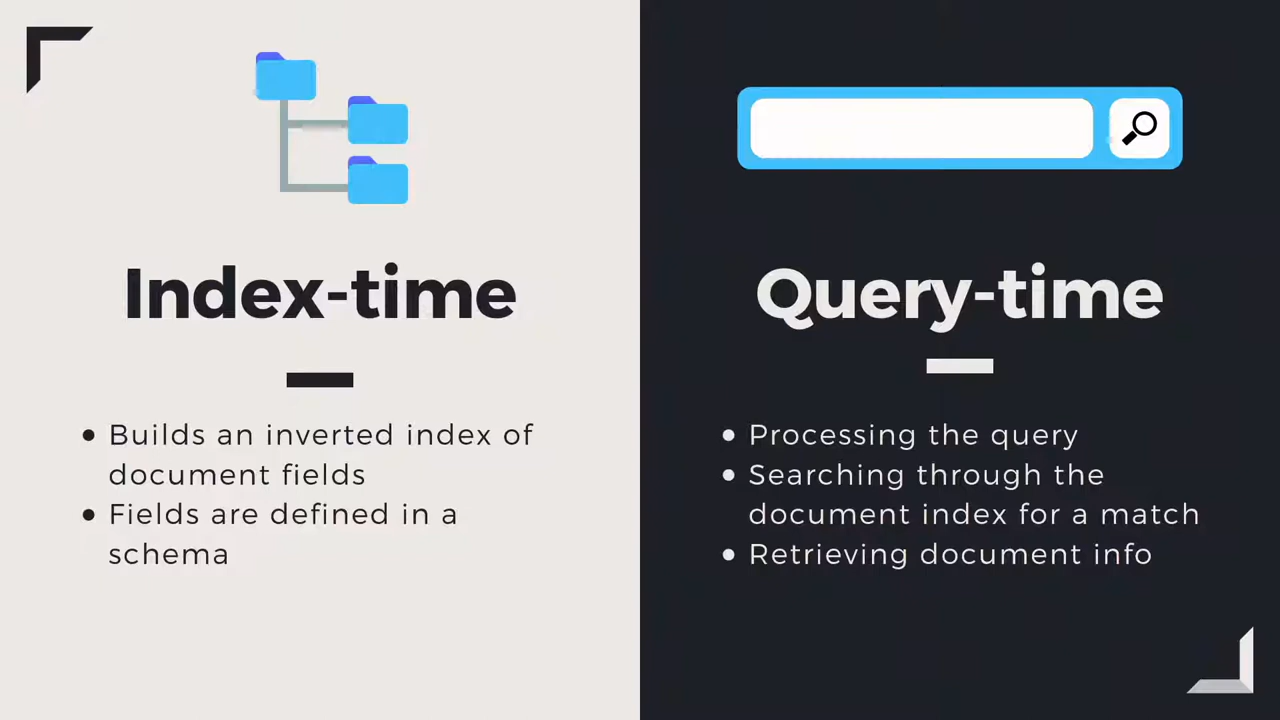 Index-time
• Builds an inverted index of
document fields
• Fields are defined in a
schema
Query-time
• Processing the query
• Searching through the
document index for a match
• Retrieving document info